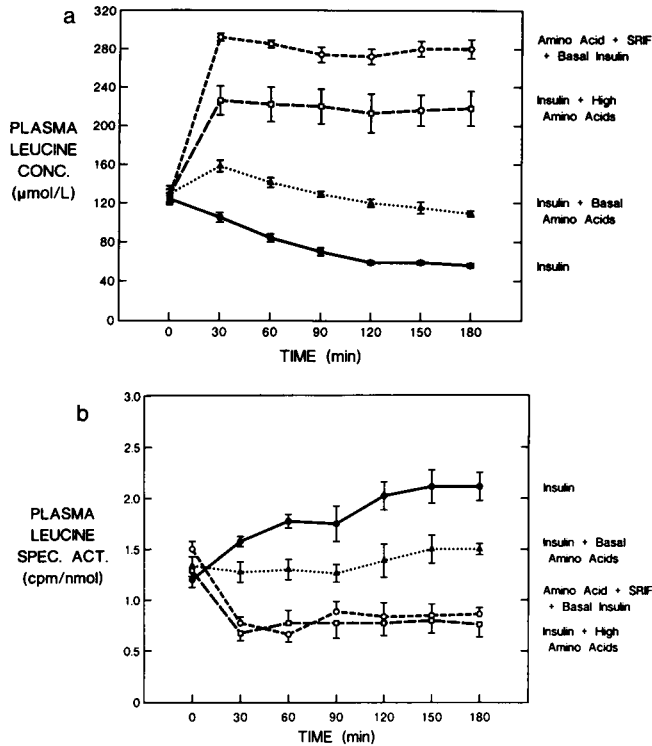 a
320
280
240
200
160
120
80
40
PLASMA
LEUCINE
CONC.
(μmol/L)
Amino Acid + SRIF
+ Basal Insulin
Insulin + High
Amino Acids
Insulin + Basal
Amino Acids
Insulin
0 30 60 90 120 150 180
TIME (min)
b
3.0
2.5
2.0
1.5
1.0
0.5
0
PLASMA
LEUCINE
SPEC. ACT.
(cpm/nmol)
Insulin
Insulin + Basal
Amino Acids
Amino Acid + SRIF
+ Basal Insulin
Insulin + High
Amino Acids
0 30 60 90 120 150 180
TIME (min)